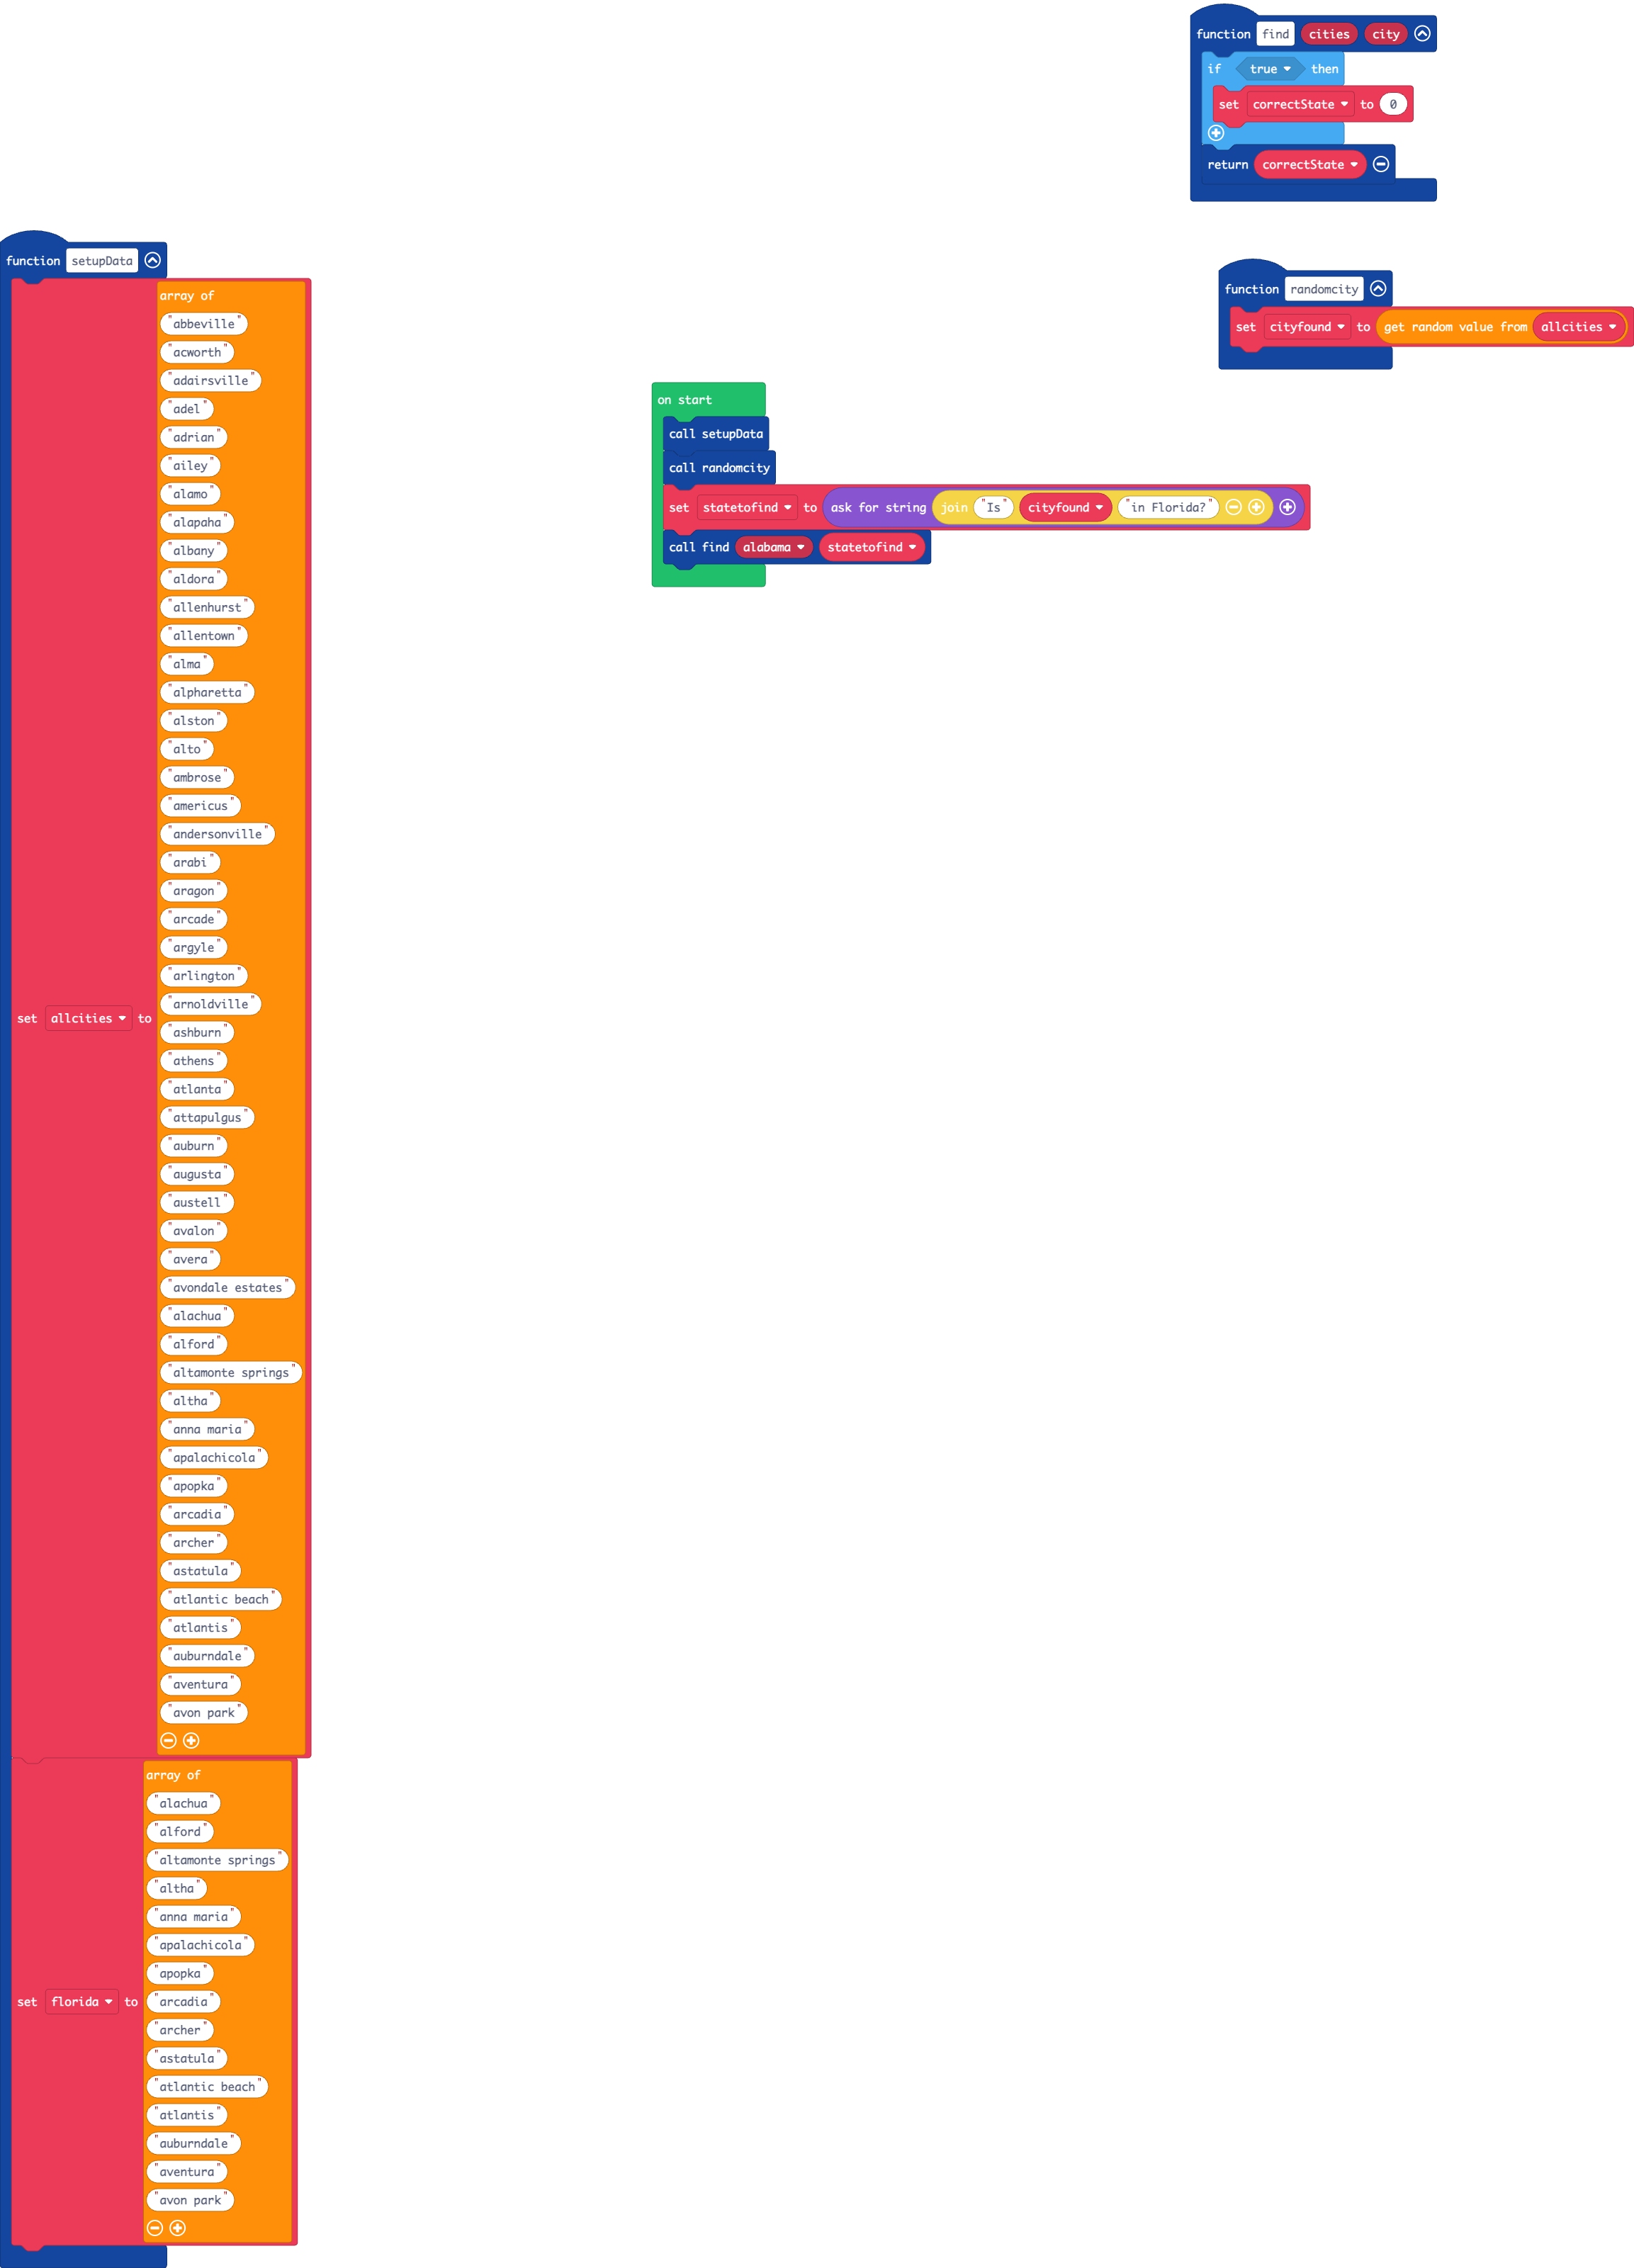 function find cities city
if true then
set correctState to 0
return correctState
function randomcity
set cityfound to get random value from allcities
on start
call setupData
call randomcity
set statetofind to ask for string join "Is" cityfound "in Florida?"
call find alabama statetofind
function setupData
set allcities to
array of
"abbeville"
"acworth"
"adairsville"
"adel"
"adrian"
"ailey"
"alamo"
"alapaha"
"albany"
"aldora"
"allenhurst"
"allentown"
"alma"
"alpharetta"
"alston"
"alto"
"ambrose"
"americus"
"andersonville"
"arabi"
"aragon"
"arcade"
"argyle"
"arlington"
"arnoldville"
"ashburn"
"athens"
"atlanta"
"attapulgus"
"auburn"
"augusta"
"austell"
"avalon"
"avera"
"avondale estates"
"alachua"
"alford"
"altamonte springs"
"altha"
"anna maria"
"apalachicola"
"apopka"
"arcadia"
"archer"
"astatula"
"atlantic beach"
"atlantis"
"auburndale"
"aventura"
"avon park"
set florida to
array of
"alachua"
"alford"
"altamonte springs"
"altha"
"anna maria"
"apalachicola"
"apopka"
"arcadia"
"archer"
"astatula"
"atlantic beach"
"atlantis"
"auburndale"
"aventura"
"avon park"